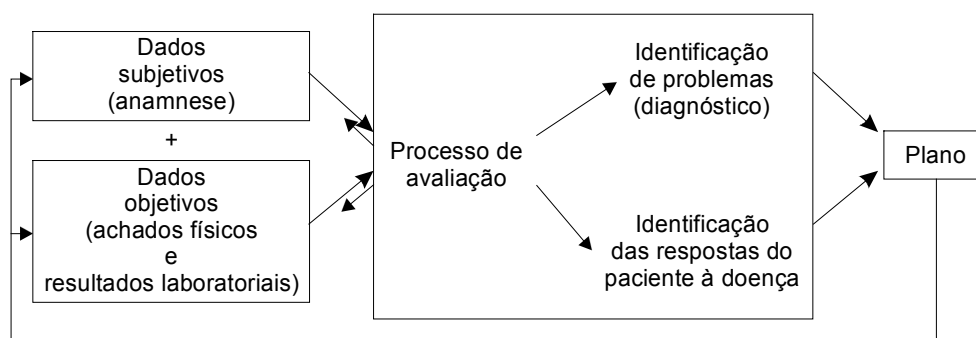 Dados
subjetivos
(anamnese)
+
Dados
objetivos
(achados físicos
e
resultados laboratoriais)
Processo de
avaliação
Identificação
de problemas
(diagnóstico)
Identificação
das respostas do
paciente à doença
Plano